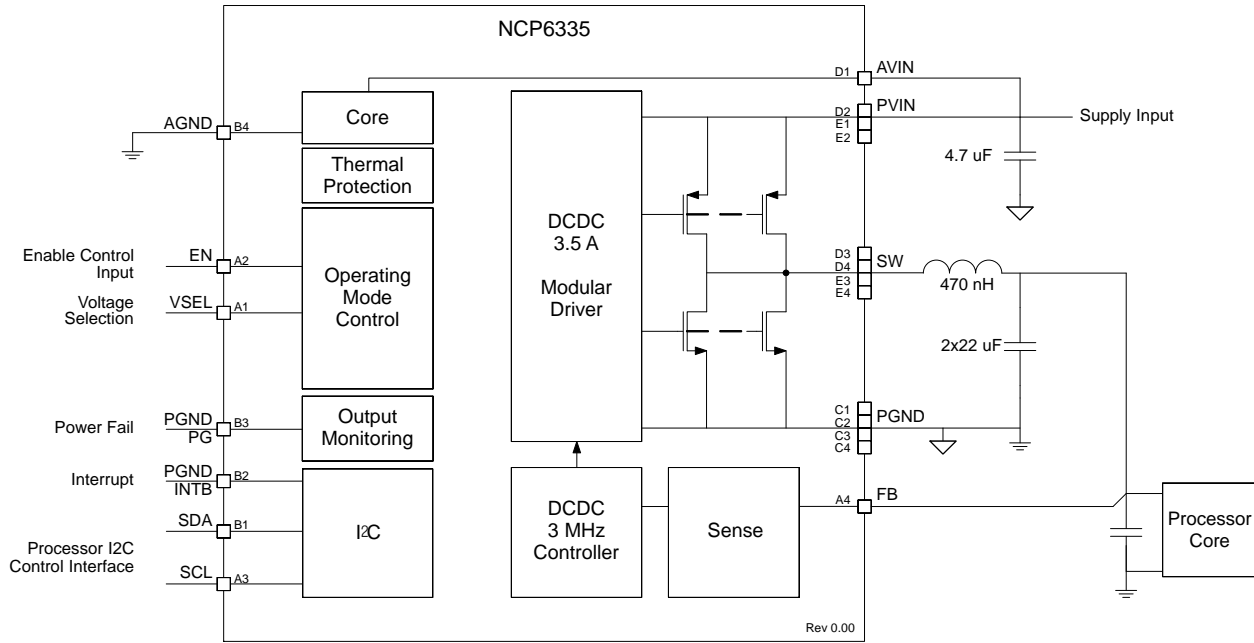 NCP6335
D1 AVIN
D2 PVIN
E1
E2
Supply Input
4.7 uF
AGND B4
Core
Thermal
Protection
Enable Control
Input
EN A2
Voltage
Selection
VSEL A1
Operating
Mode
Control
DCDC
3.5 A
Modular
Driver
D3
D4 SW
E3
E4
470 nH
2x22 uF
Power Fail
PGND B3
PG
Output
Monitoring
C1
C2 PGND
C3
C4
Interrupt
PGND B2
INTB
SDA B1
Processor I2C
Control Interface
SCL A3
I2C
DCDC
3 MHz
Controller
Sense
A4 FB
Processor
Core
Rev 0.00